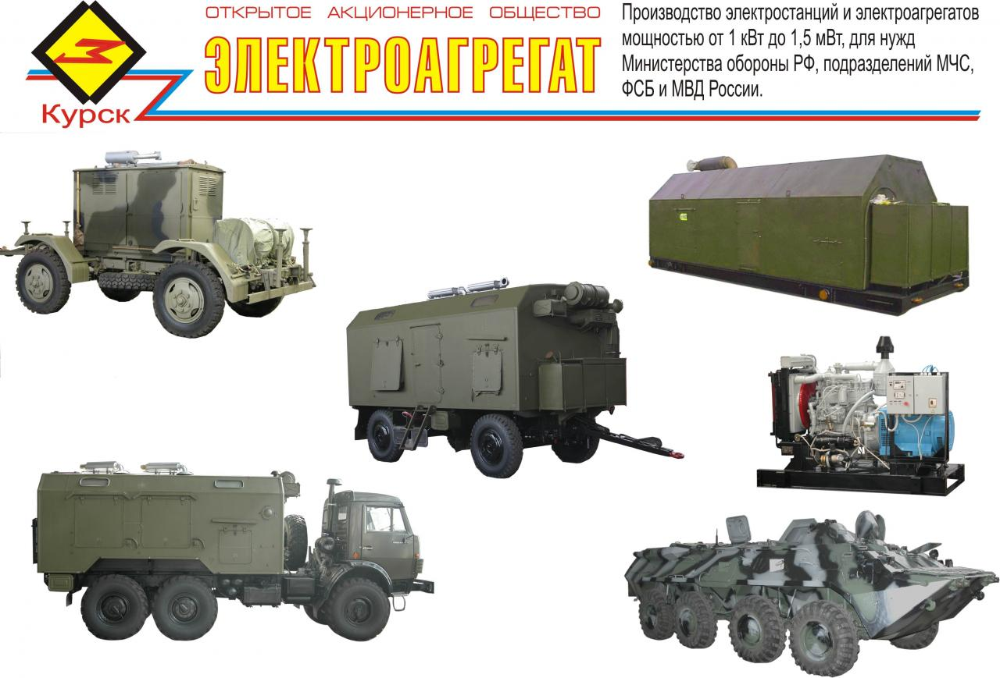 ОТКРЫТОЕ АКЦИОНЕРНОЕ ОБЩЕСТВО
ЭЛЕКТРОАГРЕГАТ
Курск
Производство электростанций и электроагрегатов
мощностью от 1 кВт до 1,5 мВт, для нужд
Министерства обороны РФ, подразделений МЧС,
ФСБ и МВД России.